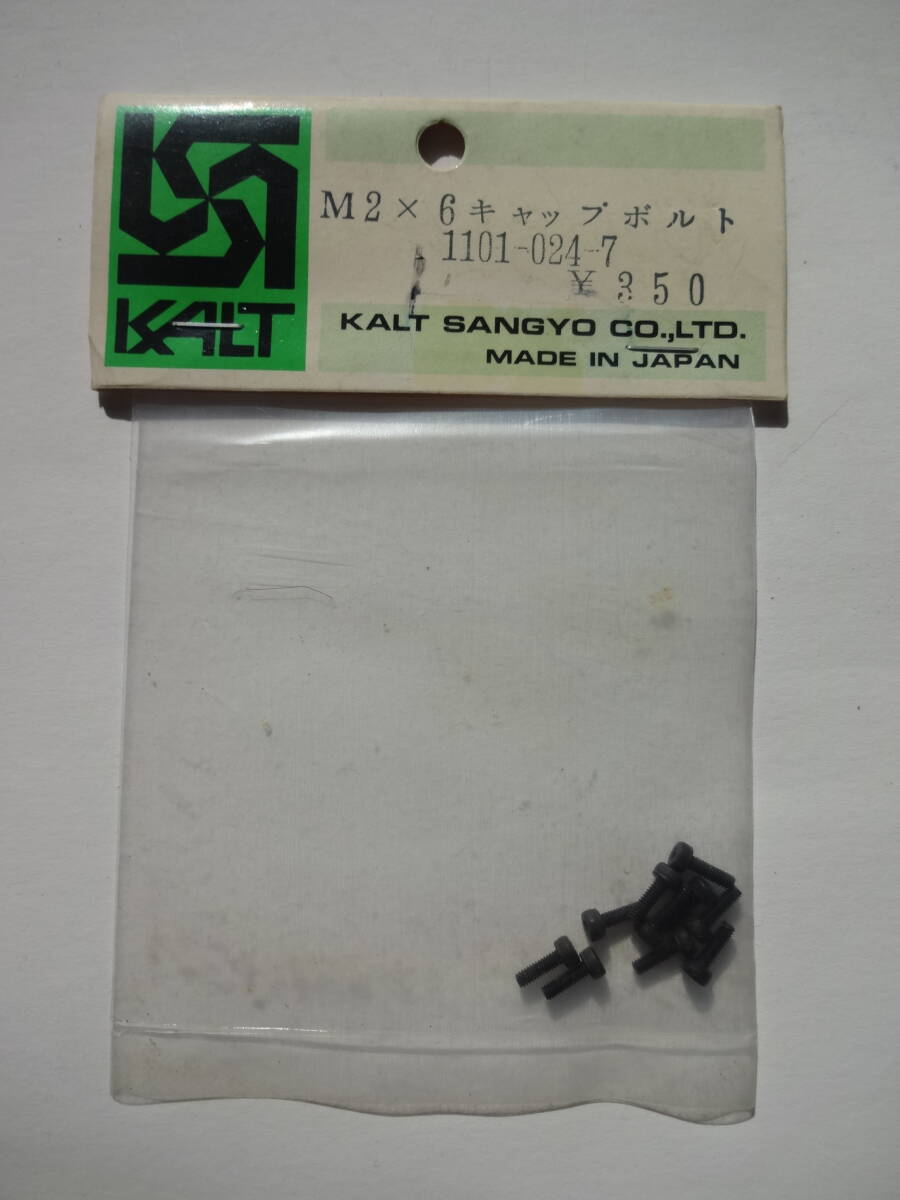 KALT
M2×6キャップボルト
1101-024-7
¥ 350
KALT SANGYO CO.,LTD.
MADE IN JAPAN